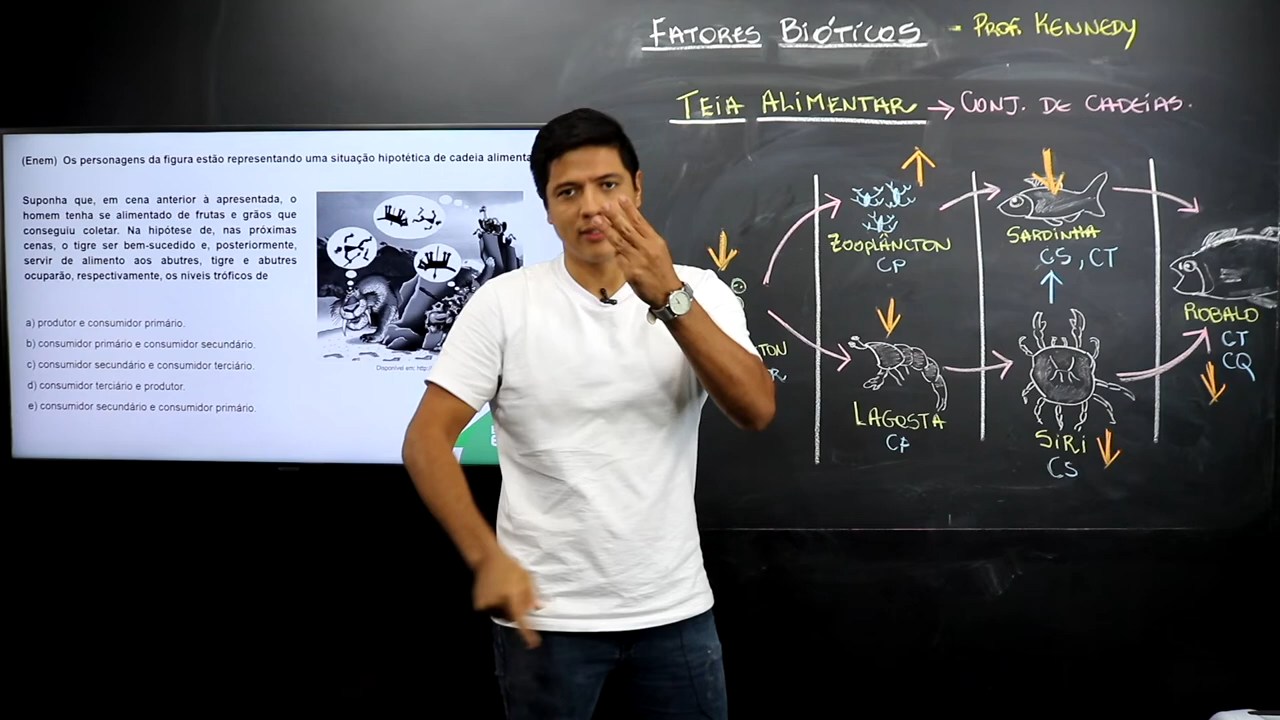 FATORES BIÓTICOS - PROF. KENNEDY
TEIA ALIMENTAR → CONJ. DE CADEIAS.
(Enem) Os personagens da figura estão representando uma situação hipotética de cadeia
Suponha que, em cena anterior à apresentada, o
homem tenha se alimentado de frutas e grãos que
conseguiu coletar. Na hipótese de, nas próximas
cenas, o tigre ser bem-sucedido e, posteriormente,
servir de alimento aos abutres, tigre e abutres
ocuparão, respectivamente, os níveis tróficos de
a) produtor e consumidor primário.
b) consumidor primário e consumidor secundário.
c) consumidor secundário e consumidor terciário.
d) consumidor terciário e produtor.
e) consumidor secundário e consumidor primário.
Disponível em: http://
ZOOPLÂNCTON
CP
SARDINHA
CS, CT
ROBALO
CT
CQ
LAGOSTA
CP
SIRI
CS